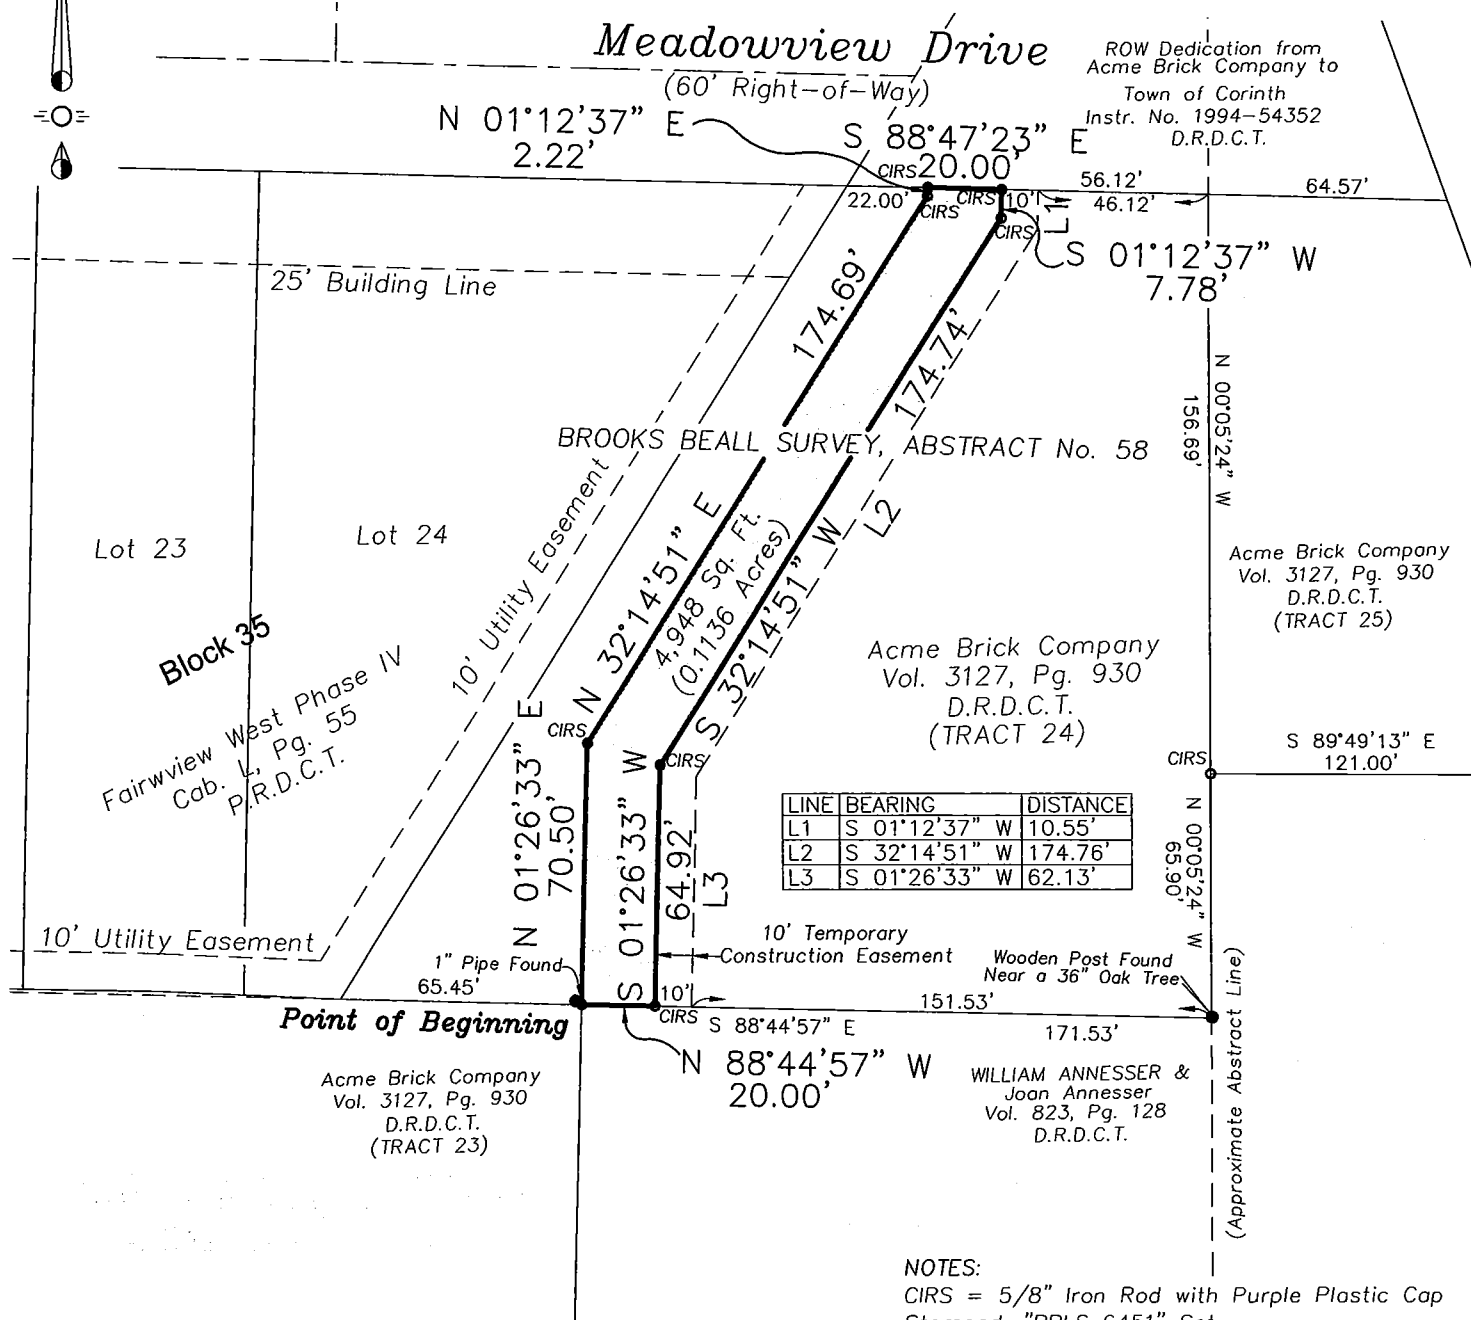 Meadowview Drive
(60' Right-of-Way)
ROW Dedication from
Acme Brick Company to
Town of Corinth
Instr. No. 1994-54352
D.R.D.C.T.
N 01°12'37" E
2.22'
S 88°47'23" E
20.00'
CIRS
22.00'
CIRS
CIRS
10'
CIRS
L1
56.12'
46.12'
64.57'
S 01°12'37" W
7.78'
25' Building Line
174.69'
174.74'
N 00°05'24" W
156.69'
BROOKS BEALL SURVEY, ABSTRACT No. 58
Lot 23
Lot 24
10' Utility Easement
N 32°14'51" E
4,948 Sq. Ft.
(0.1136 Acres)
S 32°14'51" W
L2
Acme Brick Company
Vol. 3127, Pg. 930
D.R.D.C.T.
(TRACT 25)
Block 35
Fairwview West Phase IV
Cab. L, Pg. 55
P.R.D.C.T.
Acme Brick Company
Vol. 3127, Pg. 930
D.R.D.C.T.
(TRACT 24)
CIRS
CIRS
CIRS
S 89°49'13" E
121.00'
N 01°26'33" E
70.50'
S 01°26'33" W
64.92'
L3
LINE BEARING DISTANCE
L1 S 01°12'37" W 10.55'
L2 S 32°14'51" W 174.76'
L3 S 01°26'33" W 62.13'
N 00°05'24" W
65.90'
10' Utility Easement
10' Temporary
Construction Easement
1" Pipe Found
Wooden Post Found
Near a 36" Oak Tree
65.45'
10'
CIRS
151.53'
S 88°44'57" E
171.53'
Point of Beginning
N 88°44'57" W
20.00'
Acme Brick Company
Vol. 3127, Pg. 930
D.R.D.C.T.
(TRACT 23)
WILLIAM ANNESSER &
Joan Annesser
Vol. 823, Pg. 128
D.R.D.C.T.
(Approximate Abstract Line)
NOTES:
CIRS = 5/8" Iron Rod with Purple Plastic Cap
Stamped "RPLS 6451" Set